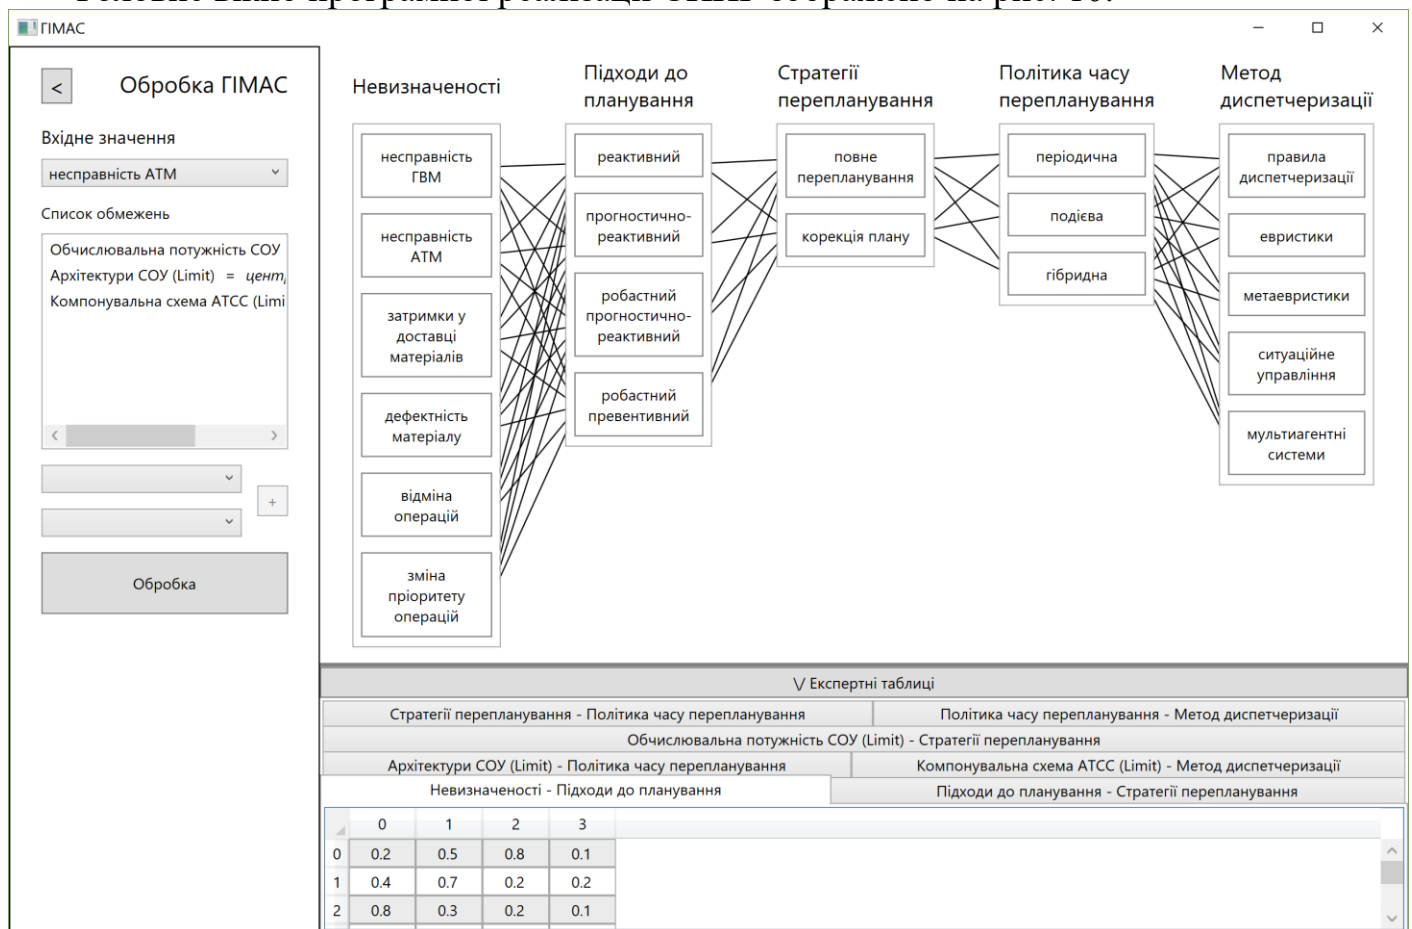 ГІМАС
<
Обробка ГІМАС
Вхідне значення
несправність АТМ
Список обмежень
Обчислювальна потужність СОУ
Архітектури СОУ (Limit) = цент
Компонувальна схема АТСС (Limi
+
Обробка
Невизначеності
несправність
ГВМ
несправність
АТМ
затримки у
доставці
матеріалів
дефектність
матеріалу
відміна
операцій
зміна
пріоритету
операцій
Підходи до
планування
реактивний
прогностично-
реактивний
робастний
прогностично-
реактивний
робастний
превентивний
Стратегії
перепланування
повне
перепланування
корекція плану
Політика часу
перепланування
періодична
подієва
гібридна
Метод
диспетчеризації
правила
диспетчеризації
евристики
метаевристики
ситуаційне
управління
мультиагентні
системи
\/ Експертні таблиці
Стратегії перепланування - Політика часу перепланування
Політика часу перепланування - Метод диспетчеризації
Обчислювальна потужність СОУ (Limit) - Стратегії перепланування
Архітектури СОУ (Limit) - Політика часу перепланування
Компонувальна схема АТСС (Limit) - Метод диспетчеризації
Невизначеності - Підходи до планування
Підходи до планування - Стратегії перепланування
0 1 2 3
0 0.2 0.5 0.8 0.1
1 0.4 0.7 0.2 0.2
2 0.8 0.3 0.2 0.1